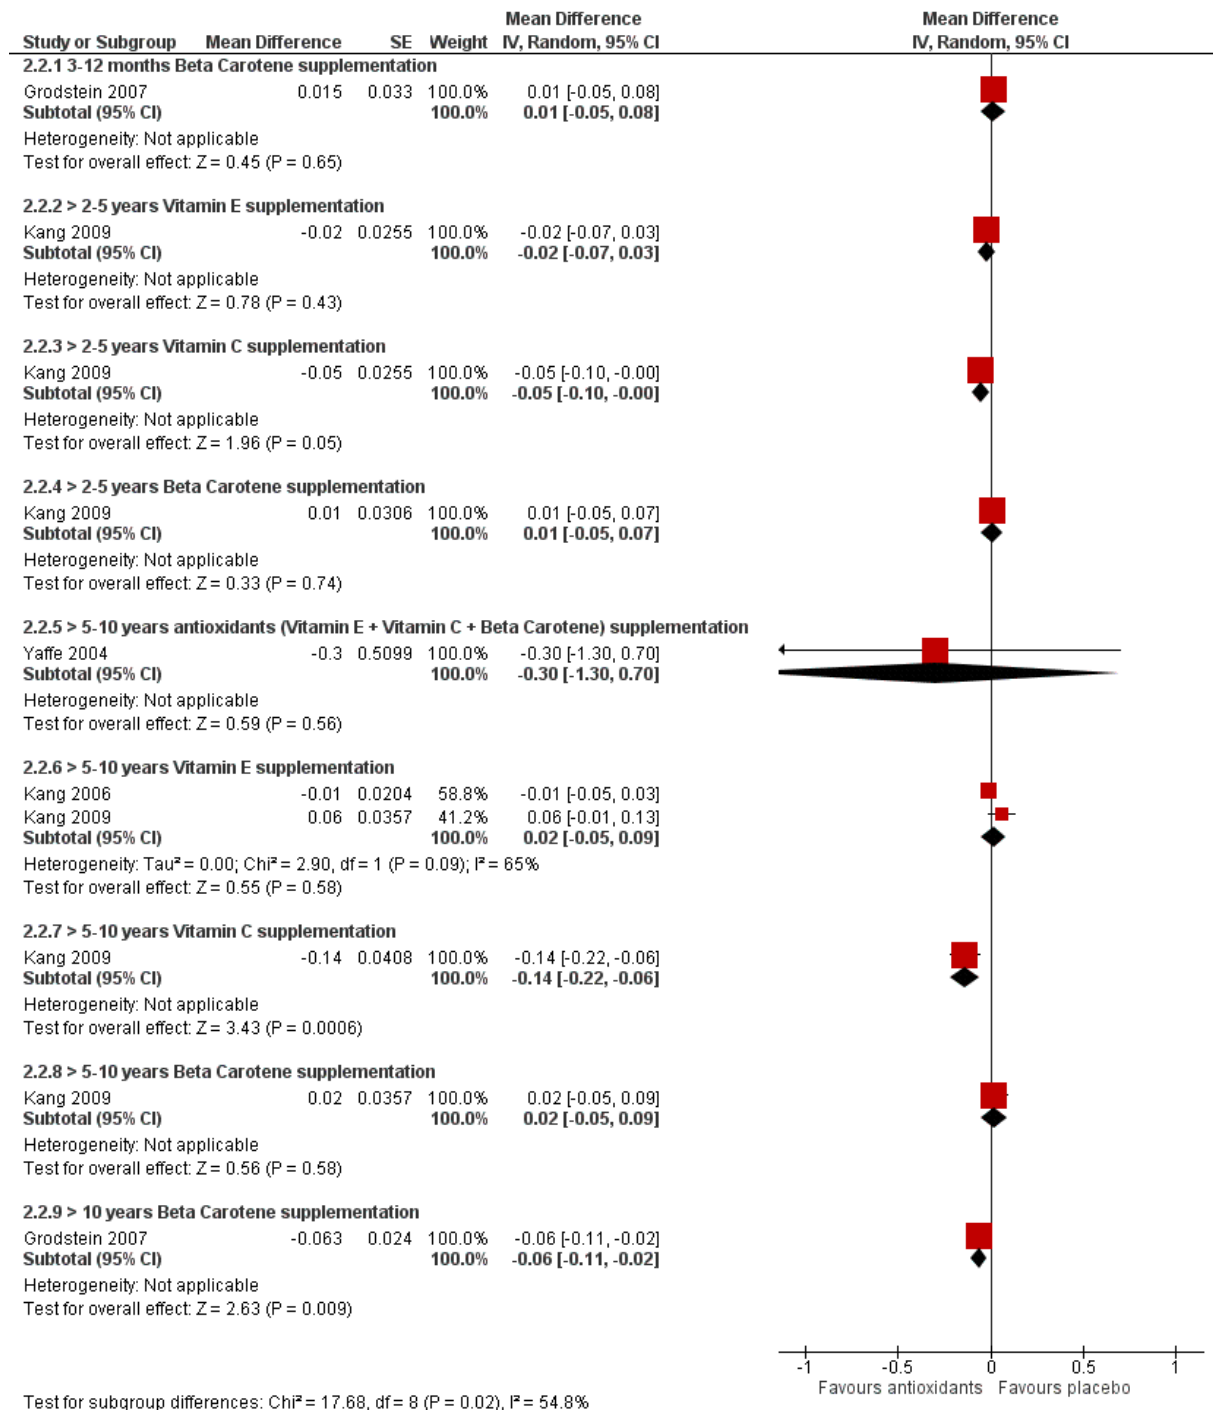 Mean Difference Mean Difference
Study or Subgroup Mean Difference SE Weight IV, Random, 95% CI IV, Random, 95% CI
2.2.1 3-12 months Beta Carotene supplementation
Grodstein 2007 0.015 0.033 100.0% 0.01 [-0.05, 0.08]
Subtotal (95% CI) 100.0% 0.01 [-0.05, 0.08]
Heterogeneity: Not applicable
Test for overall effect: Z = 0.45 (P = 0.65)
2.2.2 > 2-5 years Vitamin E supplementation
Kang 2009 -0.02 0.0255 100.0% -0.02 [-0.07, 0.03]
Subtotal (95% CI) 100.0% -0.02 [-0.07, 0.03]
Heterogeneity: Not applicable
Test for overall effect: Z = 0.78 (P = 0.43)
2.2.3 > 2-5 years Vitamin C supplementation
Kang 2009 -0.05 0.0255 100.0% -0.05 [-0.10, -0.00]
Subtotal (95% CI) 100.0% -0.05 [-0.10, -0.00]
Heterogeneity: Not applicable
Test for overall effect: Z = 1.96 (P = 0.05)
2.2.4 > 2-5 years Beta Carotene supplementation
Kang 2009 0.01 0.0306 100.0% 0.01 [-0.05, 0.07]
Subtotal (95% CI) 100.0% 0.01 [-0.05, 0.07]
Heterogeneity: Not applicable
Test for overall effect: Z = 0.33 (P = 0.74)
2.2.5 > 5-10 years antioxidants (Vitamin E + Vitamin C + Beta Carotene) supplementation
Yaffe 2004 -0.3 0.5099 100.0% -0.30 [-1.30, 0.70]
Subtotal (95% CI) 100.0% -0.30 [-1.30, 0.70]
Heterogeneity: Not applicable
Test for overall effect: Z = 0.59 (P = 0.56)
2.2.6 > 5-10 years Vitamin E supplementation
Kang 2006 -0.01 0.0204 58.8% -0.01 [-0.05, 0.03]
Kang 2009 0.06 0.0357 41.2% 0.06 [-0.01, 0.13]
Subtotal (95% CI) 100.0% 0.02 [-0.05, 0.09]
Heterogeneity: Tau² = 0.00; Chi² = 2.90, df = 1 (P = 0.09); I² = 65%
Test for overall effect: Z = 0.55 (P = 0.58)
2.2.7 > 5-10 years Vitamin C supplementation
Kang 2009 -0.14 0.0408 100.0% -0.14 [-0.22, -0.06]
Subtotal (95% CI) 100.0% -0.14 [-0.22, -0.06]
Heterogeneity: Not applicable
Test for overall effect: Z = 3.43 (P = 0.0006)
2.2.8 > 5-10 years Beta Carotene supplementation
Kang 2009 0.02 0.0357 100.0% 0.02 [-0.05, 0.09]
Subtotal (95% CI) 100.0% 0.02 [-0.05, 0.09]
Heterogeneity: Not applicable
Test for overall effect: Z = 0.56 (P = 0.58)
2.2.9 > 10 years Beta Carotene supplementation
Grodstein 2007 -0.063 0.024 100.0% -0.06 [-0.11, -0.02]
Subtotal (95% CI) 100.0% -0.06 [-0.11, -0.02]
Heterogeneity: Not applicable
Test for overall effect: Z = 2.63 (P = 0.009)
-1 -0.5 0 0.5 1
Favours antioxidants Favours placebo
Test for subgroup differences: Chi² = 17.68, df = 8 (P = 0.02), I² = 54.8%